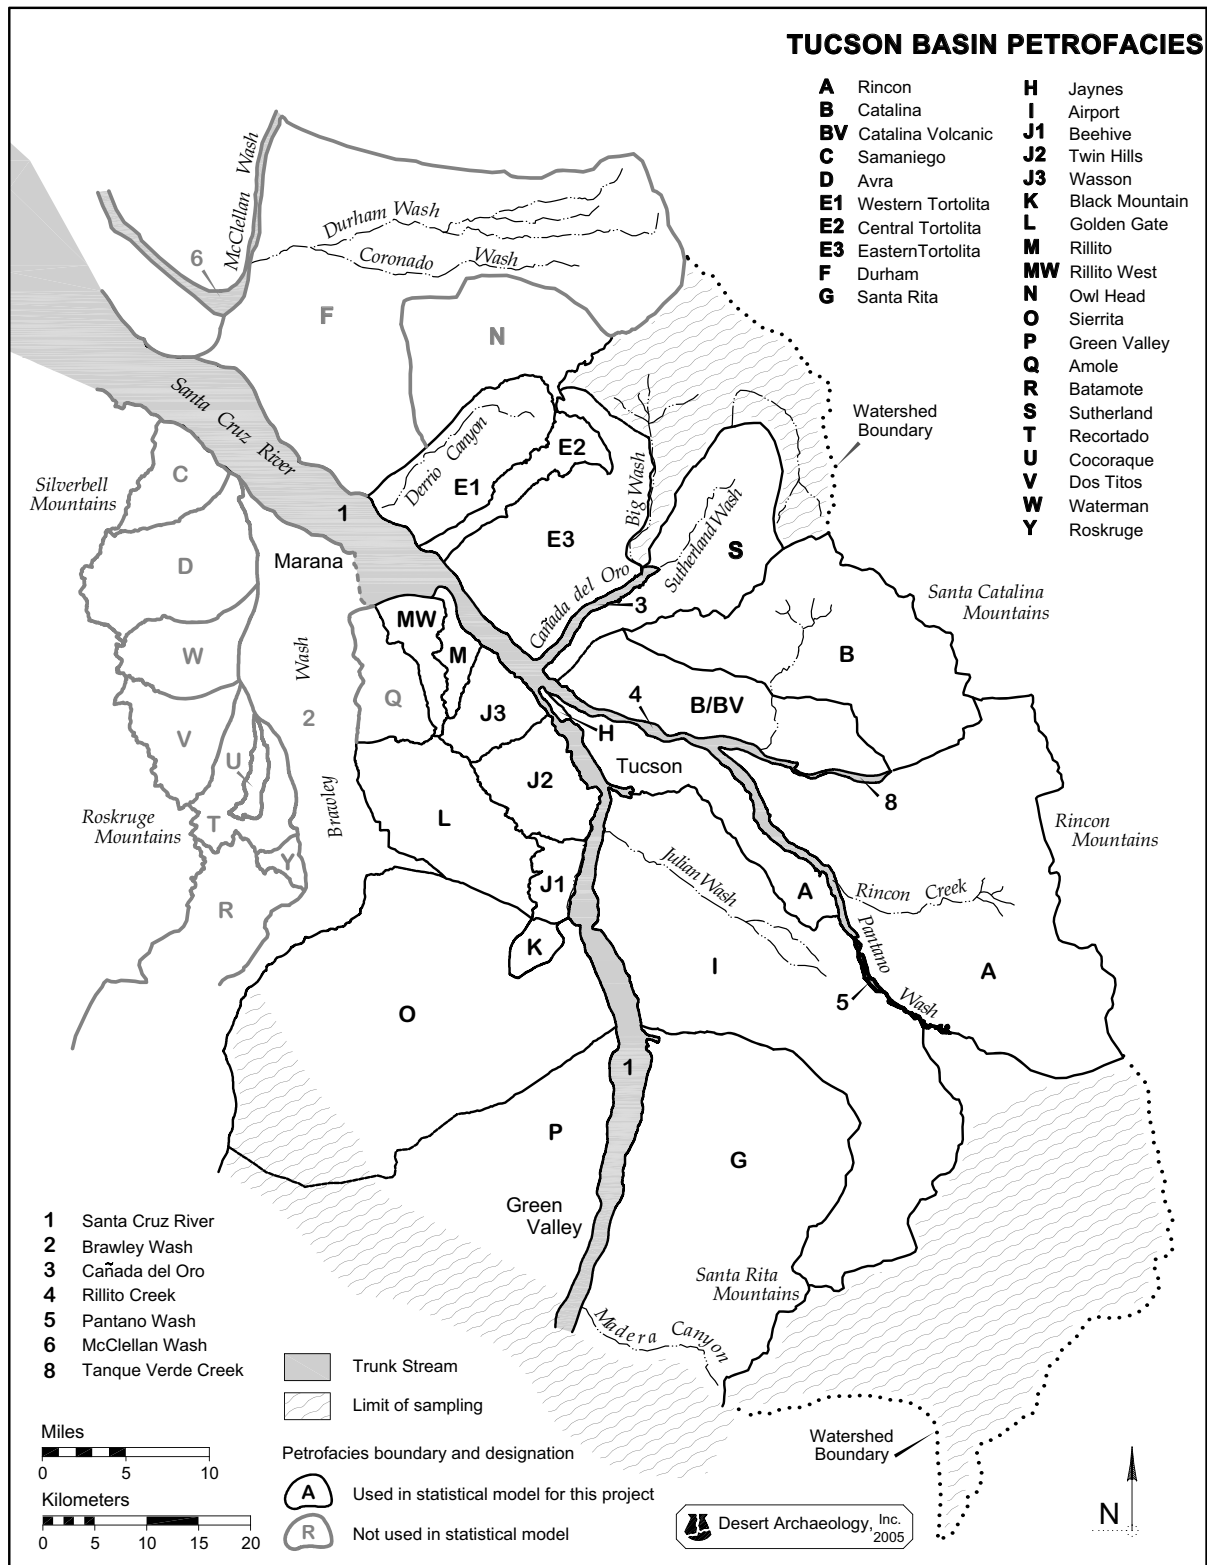 TUCSON BASIN PETROFACIES
A Rincon
B Catalina
BV Catalina Volcanic
C Samaniego
D Avra
E1 Western Tortolita
E2 Central Tortolita
E3 EasternTortolita
F Durham
G Santa Rita
H Jaynes
I Airport
J1 Beehive
J2 Twin Hills
J3 Wasson
K Black Mountain
L Golden Gate
M Rillito
MW Rillito West
N Owl Head
O Sierrita
P Green Valley
Q Amole
R Batamote
S Sutherland
T Recortado
U Cocoraque
V Dos Titos
W Waterman
Y Roskruge
McClellan Wash
Durham Wash
Coronado Wash
6
F
N
Santa Cruz River
Watershed
Boundary
Derrio Canyon
E2
Big Wash
Silverbell
Mountains
C
E1
Sutherland Wash
1
E3
S
Marana
D
Cañada del Oro
3
Santa Catalina
Mountains
MW
M
W
Wash
B
Q
4
B/BV
2
J3
V
H
U
J2
Tucson
8
Brawley
L
Roskruge
Mountains
T
Rincon
Mountains
Y
Julian Wash
J1
A
Rincon Creek
R
Pantano
Wash
K
I
A
5
O
1
P
G
Green
Valley
Santa Rita
Mountains
Madera Canyon
1 Santa Cruz River
2 Brawley Wash
3 Cañada del Oro
4 Rillito Creek
5 Pantano Wash
6 McClellan Wash
8 Tanque Verde Creek
Trunk Stream
Limit of sampling
Watershed
Boundary
Miles
0 5 10
Kilometers
0 5 10 15 20
Petrofacies boundary and designation
A Used in statistical model for this project
R Not used in statistical model
Desert Archaeology, Inc.
2005
N